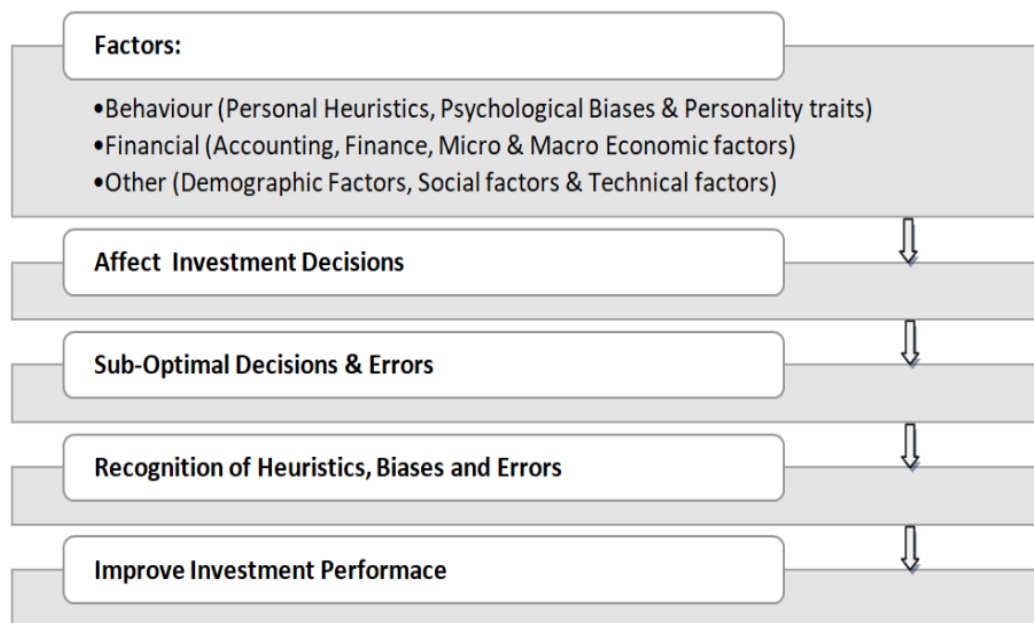 Factors:
•Behaviour (Personal Heuristics, Psychological Biases & Personality traits)
•Financial (Accounting, Finance, Micro & Macro Economic factors)
•Other (Demographic Factors, Social factors & Technical factors)
Affect Investment Decisions
Sub-Optimal Decisions & Errors
Recognition of Heuristics, Biases and Errors
Improve Investment Performace